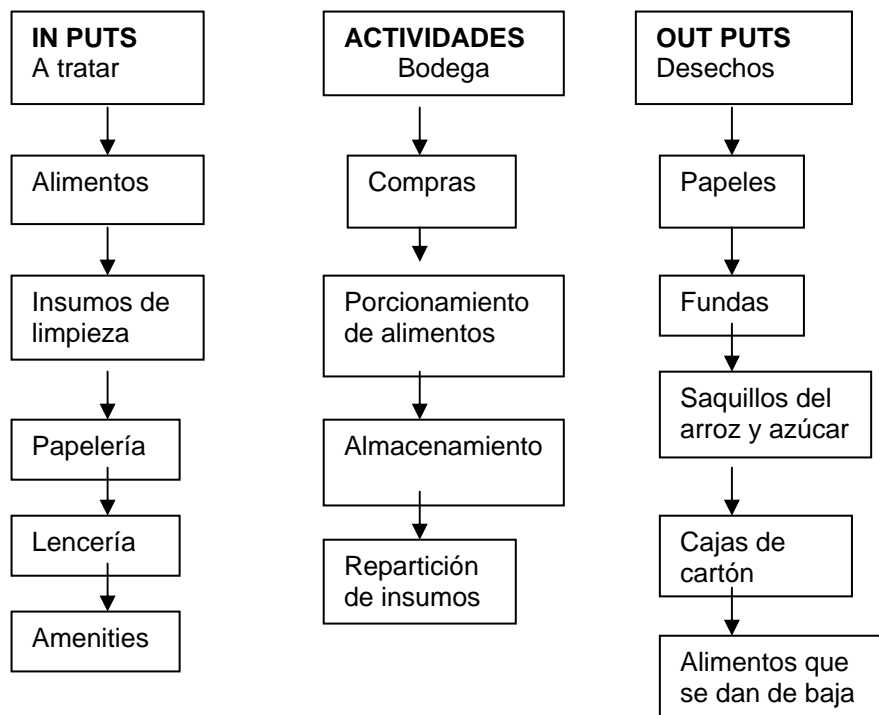 IN PUTS
A tratar
Alimentos
Insumos de
limpieza
Papelería
Lencería
Amenities
ACTIVIDADES
Bodega
Compras
Porcionamiento
de alimentos
Almacenamiento
Repartición
de insumos
OUT PUTS
Desechos
Papeles
Fundas
Saquillos del
arroz y azúcar
Cajas de
cartón
Alimentos que
se dan de baja